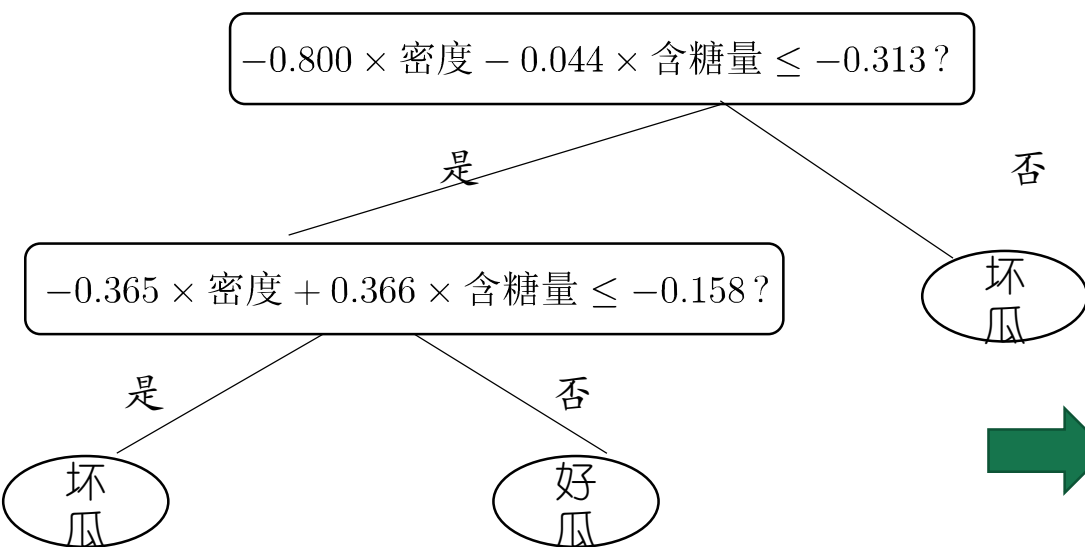 −0.800 × 密度 − 0.044 × 含糖量 ≤ −0.313？
是
否
−0.365 × 密度 + 0.366 × 含糖量 ≤ −0.158？
坏
瓜
是
否
坏
瓜
好
瓜